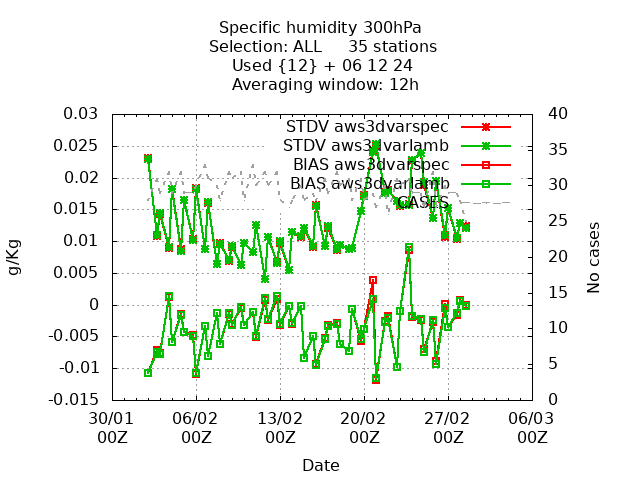 Specific humidity 300hPa
Selection: ALL     35 stations
Used {12} + 06 12 24
Averaging window: 12h
STDV aws3dvarspec
STDV aws3dvarlamb
BIAS aws3dvarspec
BIAS aws3dvarlamb
CASES
g/Kg
0.03
0.025
0.02
0.015
0.01
0.005
0
-0.005
-0.01
-0.015
No cases
40
35
30
25
20
15
10
5
0
30/01 06/02 13/02 20/02 27/02 06/03
00Z 00Z 00Z 00Z 00Z 00Z
Date